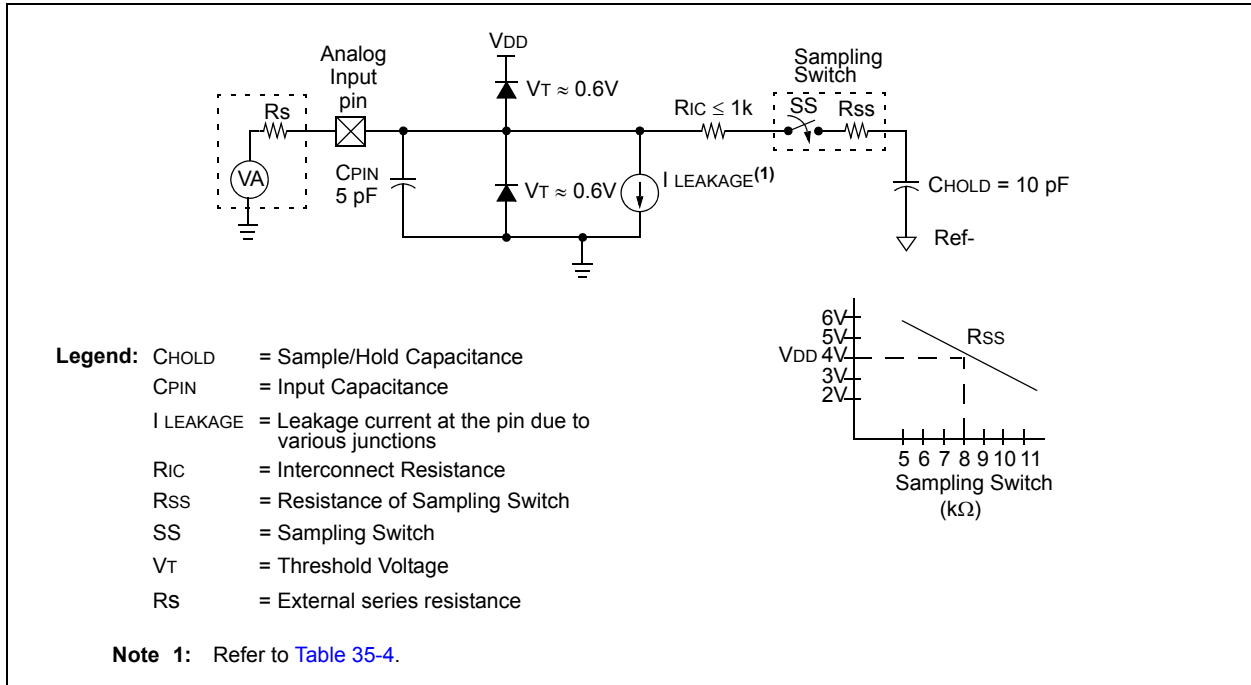 Analog
Input
pin
VDD
VT ≈ 0.6V
Sampling
Switch
Rs
RIC ≤ 1k
SS
Rss
VA
CPIN
5 pF
VT ≈ 0.6V
I LEAKAGE(1)
CHOLD = 10 pF
Ref-
6V
5V
VDD 4V
3V
2V
RSS
5 6 7 8 9 10 11
Sampling Switch
(kΩ)
Legend: CHOLD = Sample/Hold Capacitance
CPIN = Input Capacitance
I LEAKAGE = Leakage current at the pin due to
various junctions
RIC = Interconnect Resistance
RSS = Resistance of Sampling Switch
SS = Sampling Switch
VT = Threshold Voltage
Rs = External series resistance
Note 1: Refer to Table 35-4.